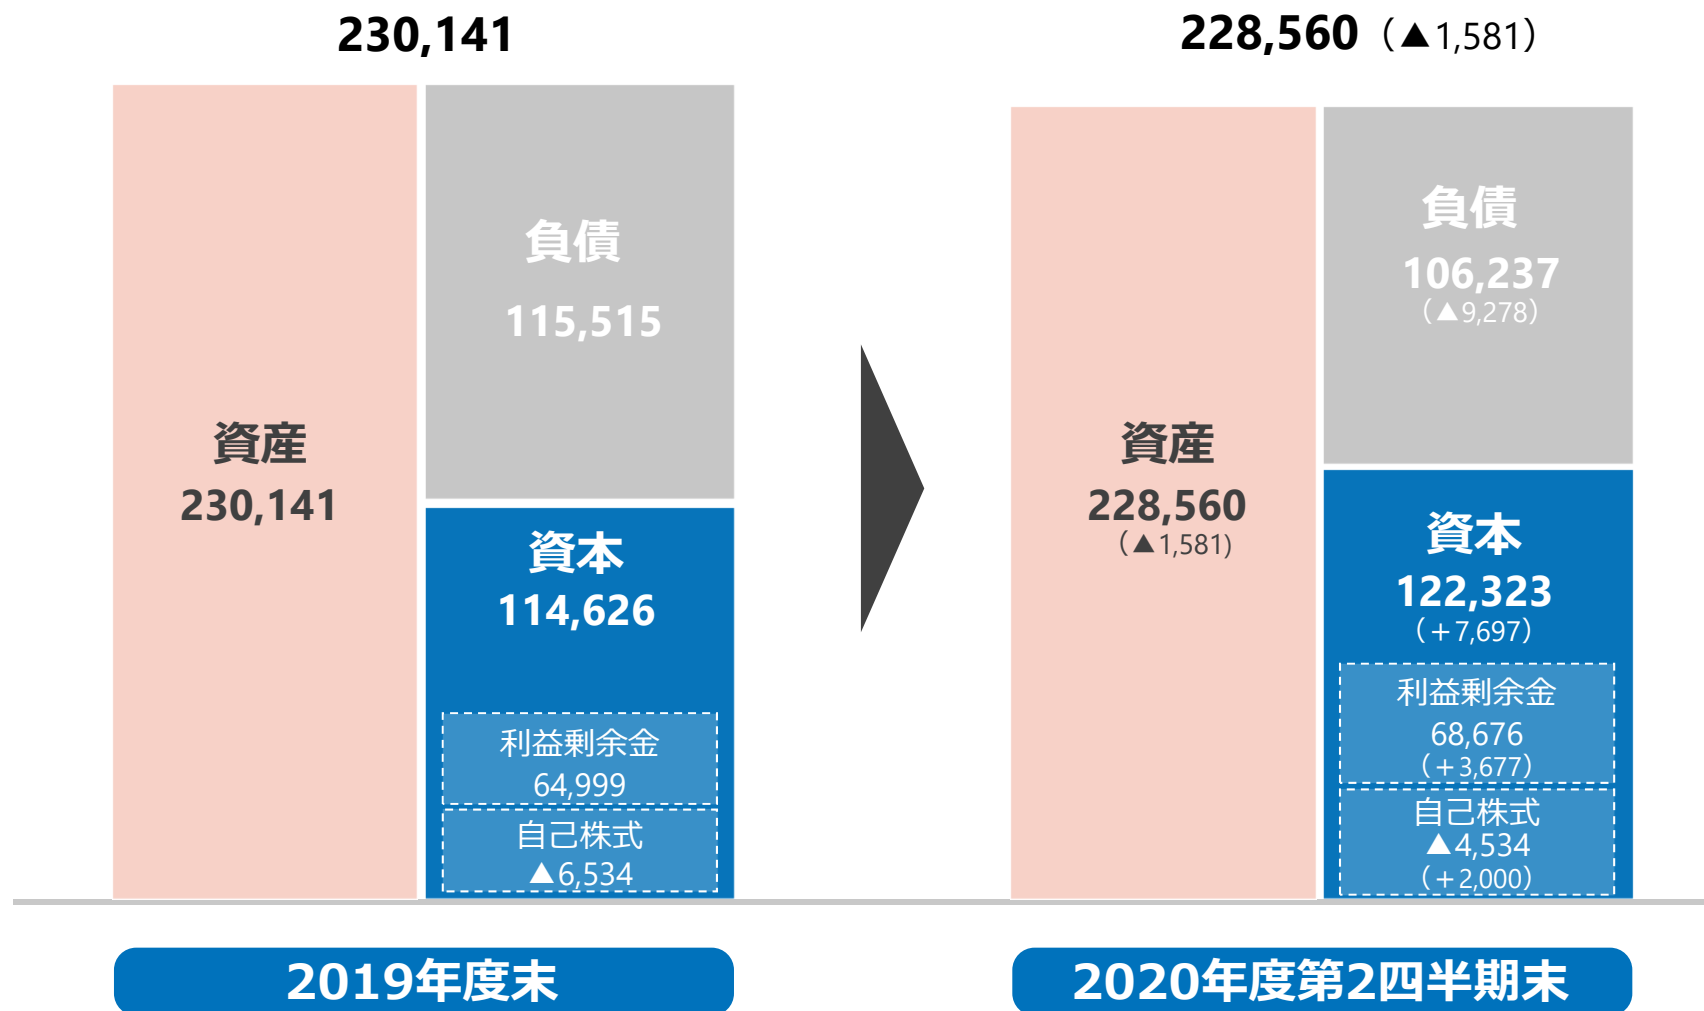 230,141
資産
230,141
負債
115,515
資本
114,626
利益剰余金
64,999
自己株式
▲6,534
2019年度末
228,560（▲1,581）
資産
228,560
（▲1,581)
負債
106,237
（▲9,278）
資本
122,323
（＋7,697）
利益剰余金
68,676
（＋3,677）
自己株式
▲4,534
（＋2,000）
2020年度第2四半期末